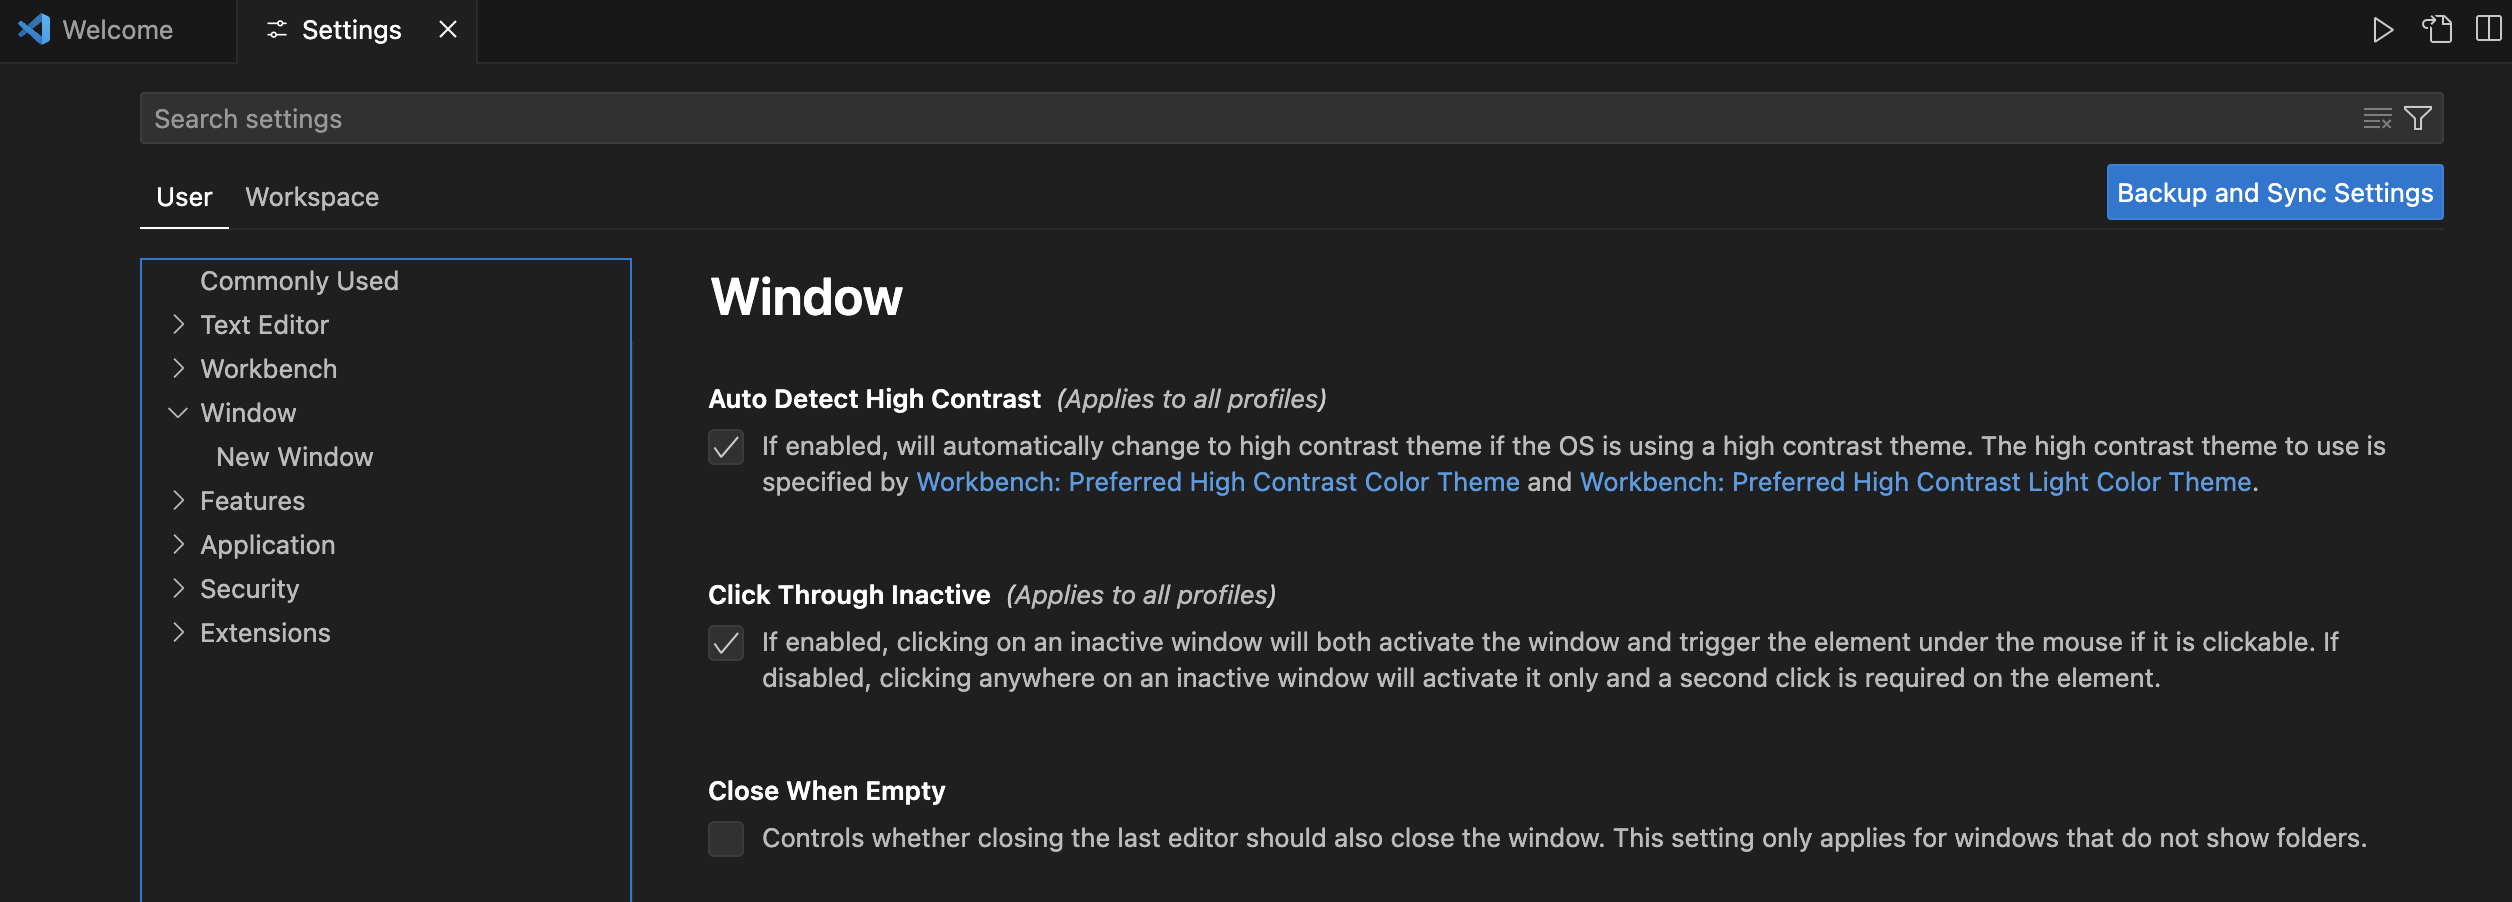 Welcome
Settings
Search settings
User
Workspace
Backup and Sync Settings
Commonly Used
Text Editor
Workbench
Window
New Window
Features
Application
Security
Extensions
Window
Auto Detect High Contrast (Applies to all profiles)
If enabled, will automatically change to high contrast theme if the OS is using a high contrast theme. The high contrast theme to use is
specified by Workbench: Preferred High Contrast Color Theme and Workbench: Preferred High Contrast Light Color Theme.
Click Through Inactive (Applies to all profiles)
If enabled, clicking on an inactive window will both activate the window and trigger the element under the mouse if it is clickable. If
disabled, clicking anywhere on an inactive window will activate it only and a second click is required on the element.
Close When Empty
Controls whether closing the last editor should also close the window. This setting only applies for windows that do not show folders.